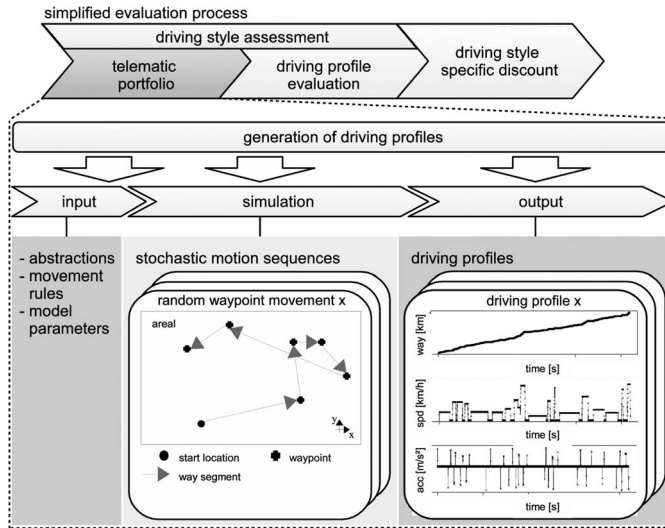 simplified evaluation process
driving style assessment
telematic
portfolio
driving profile
evaluation
driving style
specific discount
generation of driving profiles
input
simulation
output
- abstractions
- movement
rules
- model
parameters
stochastic motion sequences
random waypoint movement x
areal
y
x
start location
waypoint
way segment
driving profiles
driving profile x
way [km]
time [s]
spd [km/h]
time [s]
acc [m/s²]
time [s]